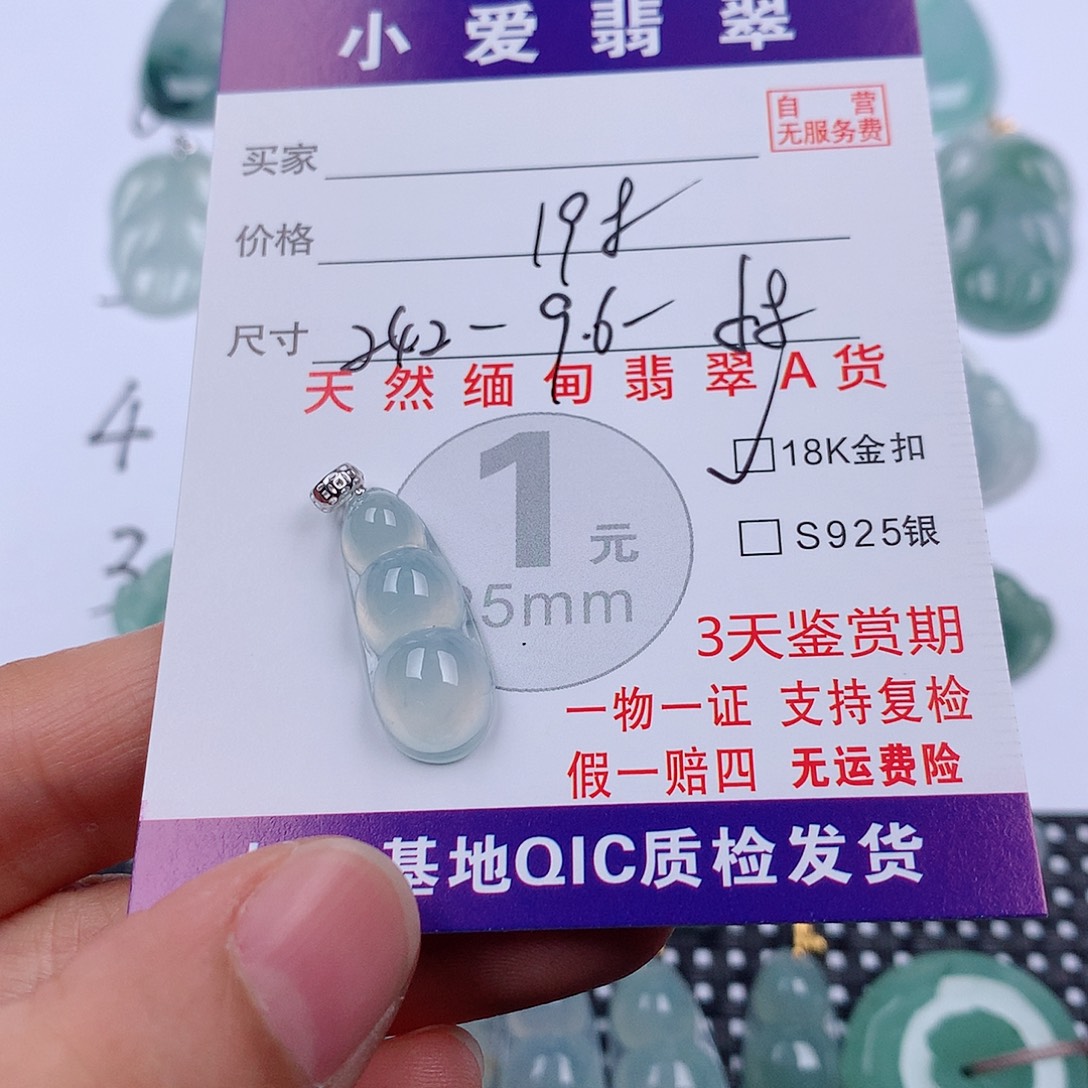 小爱翡翠
自营
无服务费
买家
价格
尺寸 24.2-9.6-
天然缅甸翡翠A货
18K金扣
1元
S925银
5mm
3天鉴赏期
一物一证 支持复检
假一赔四 无运费险
基地QIC质检发货
4
3